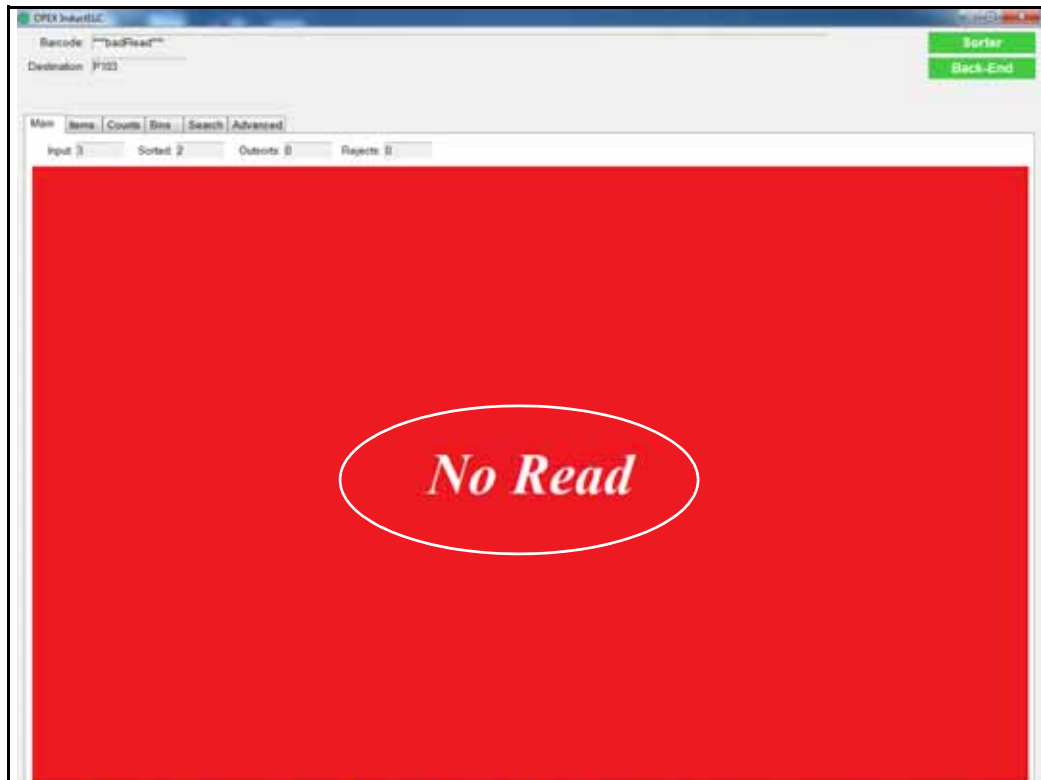 OPEX InductLC
Barcode: ***badRead***
Sorter
Destination: P103
Back-End
Main Items Counts Bins Search Advanced
Input: 3 Sorted: 2 Outsorts: 0 Rejects: 0
No Read